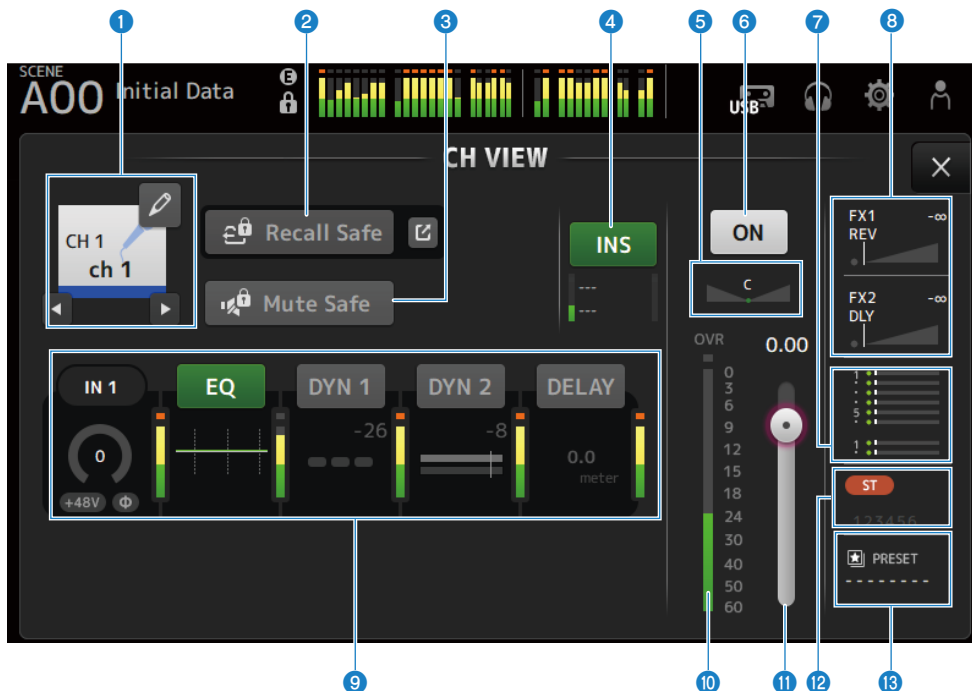 1 2 3 4 5 6 7 8
SCENE
A00 Initial Data
E
USB
CH VIEW
CH 1
ch 1
Recall Safe
Mute Safe
INS
---
---
ON
C
FX1 -∞
REV
FX2 -∞
DLY
OVR
0.00
0
3
6
9
12
15
18
24
30
40
50
60
IN 1
EQ
DYN 1
DYN 2
DELAY
0
-26
-8
0.0
meter
+48V Φ
1
5
1
ST
123456
PRESET
--------
9 10 11 12 13